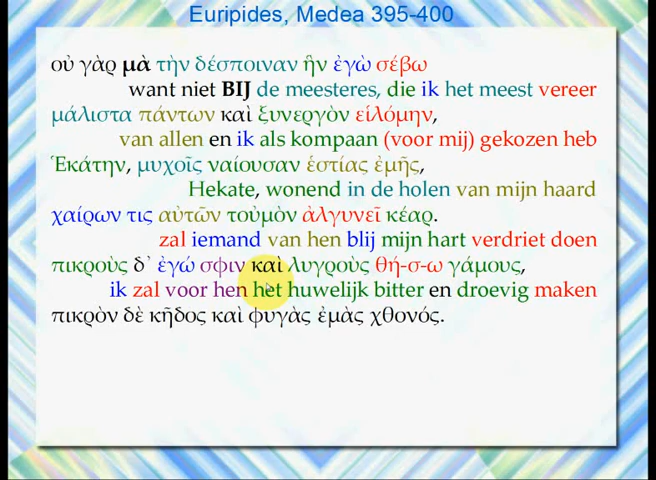 Euripides, Medea 395-400
οὐ γὰρ μὰ τὴν δέσποιναν ἣν ἐγὼ σέβω
want niet BIJ de meesteres, die ik het meest vereer
μάλιστα πάντων καὶ ξυνεργὸν εἱλόμην,
van allen en ik als kompaan (voor mij) gekozen heb
Ἑκάτην, μυχοῖς ναίουσαν ἑστίας ἐμῆς,
Hekate, wonend in de holen van mijn haard
χαίρων τις αὐτῶν τοὐμὸν ἀλγυνεῖ κέαρ.
zal iemand van hen blij mijn hart verdriet doen
πικροὺς δ᾽ ἐγώ σφιν καὶ λυγροὺς θή-σ-ω γάμους,
ik zal voor hen het huwelijk bitter en droevig maken
πικρὸν δὲ κῆδος καὶ φυγὰς ἐμὰς χθονός.